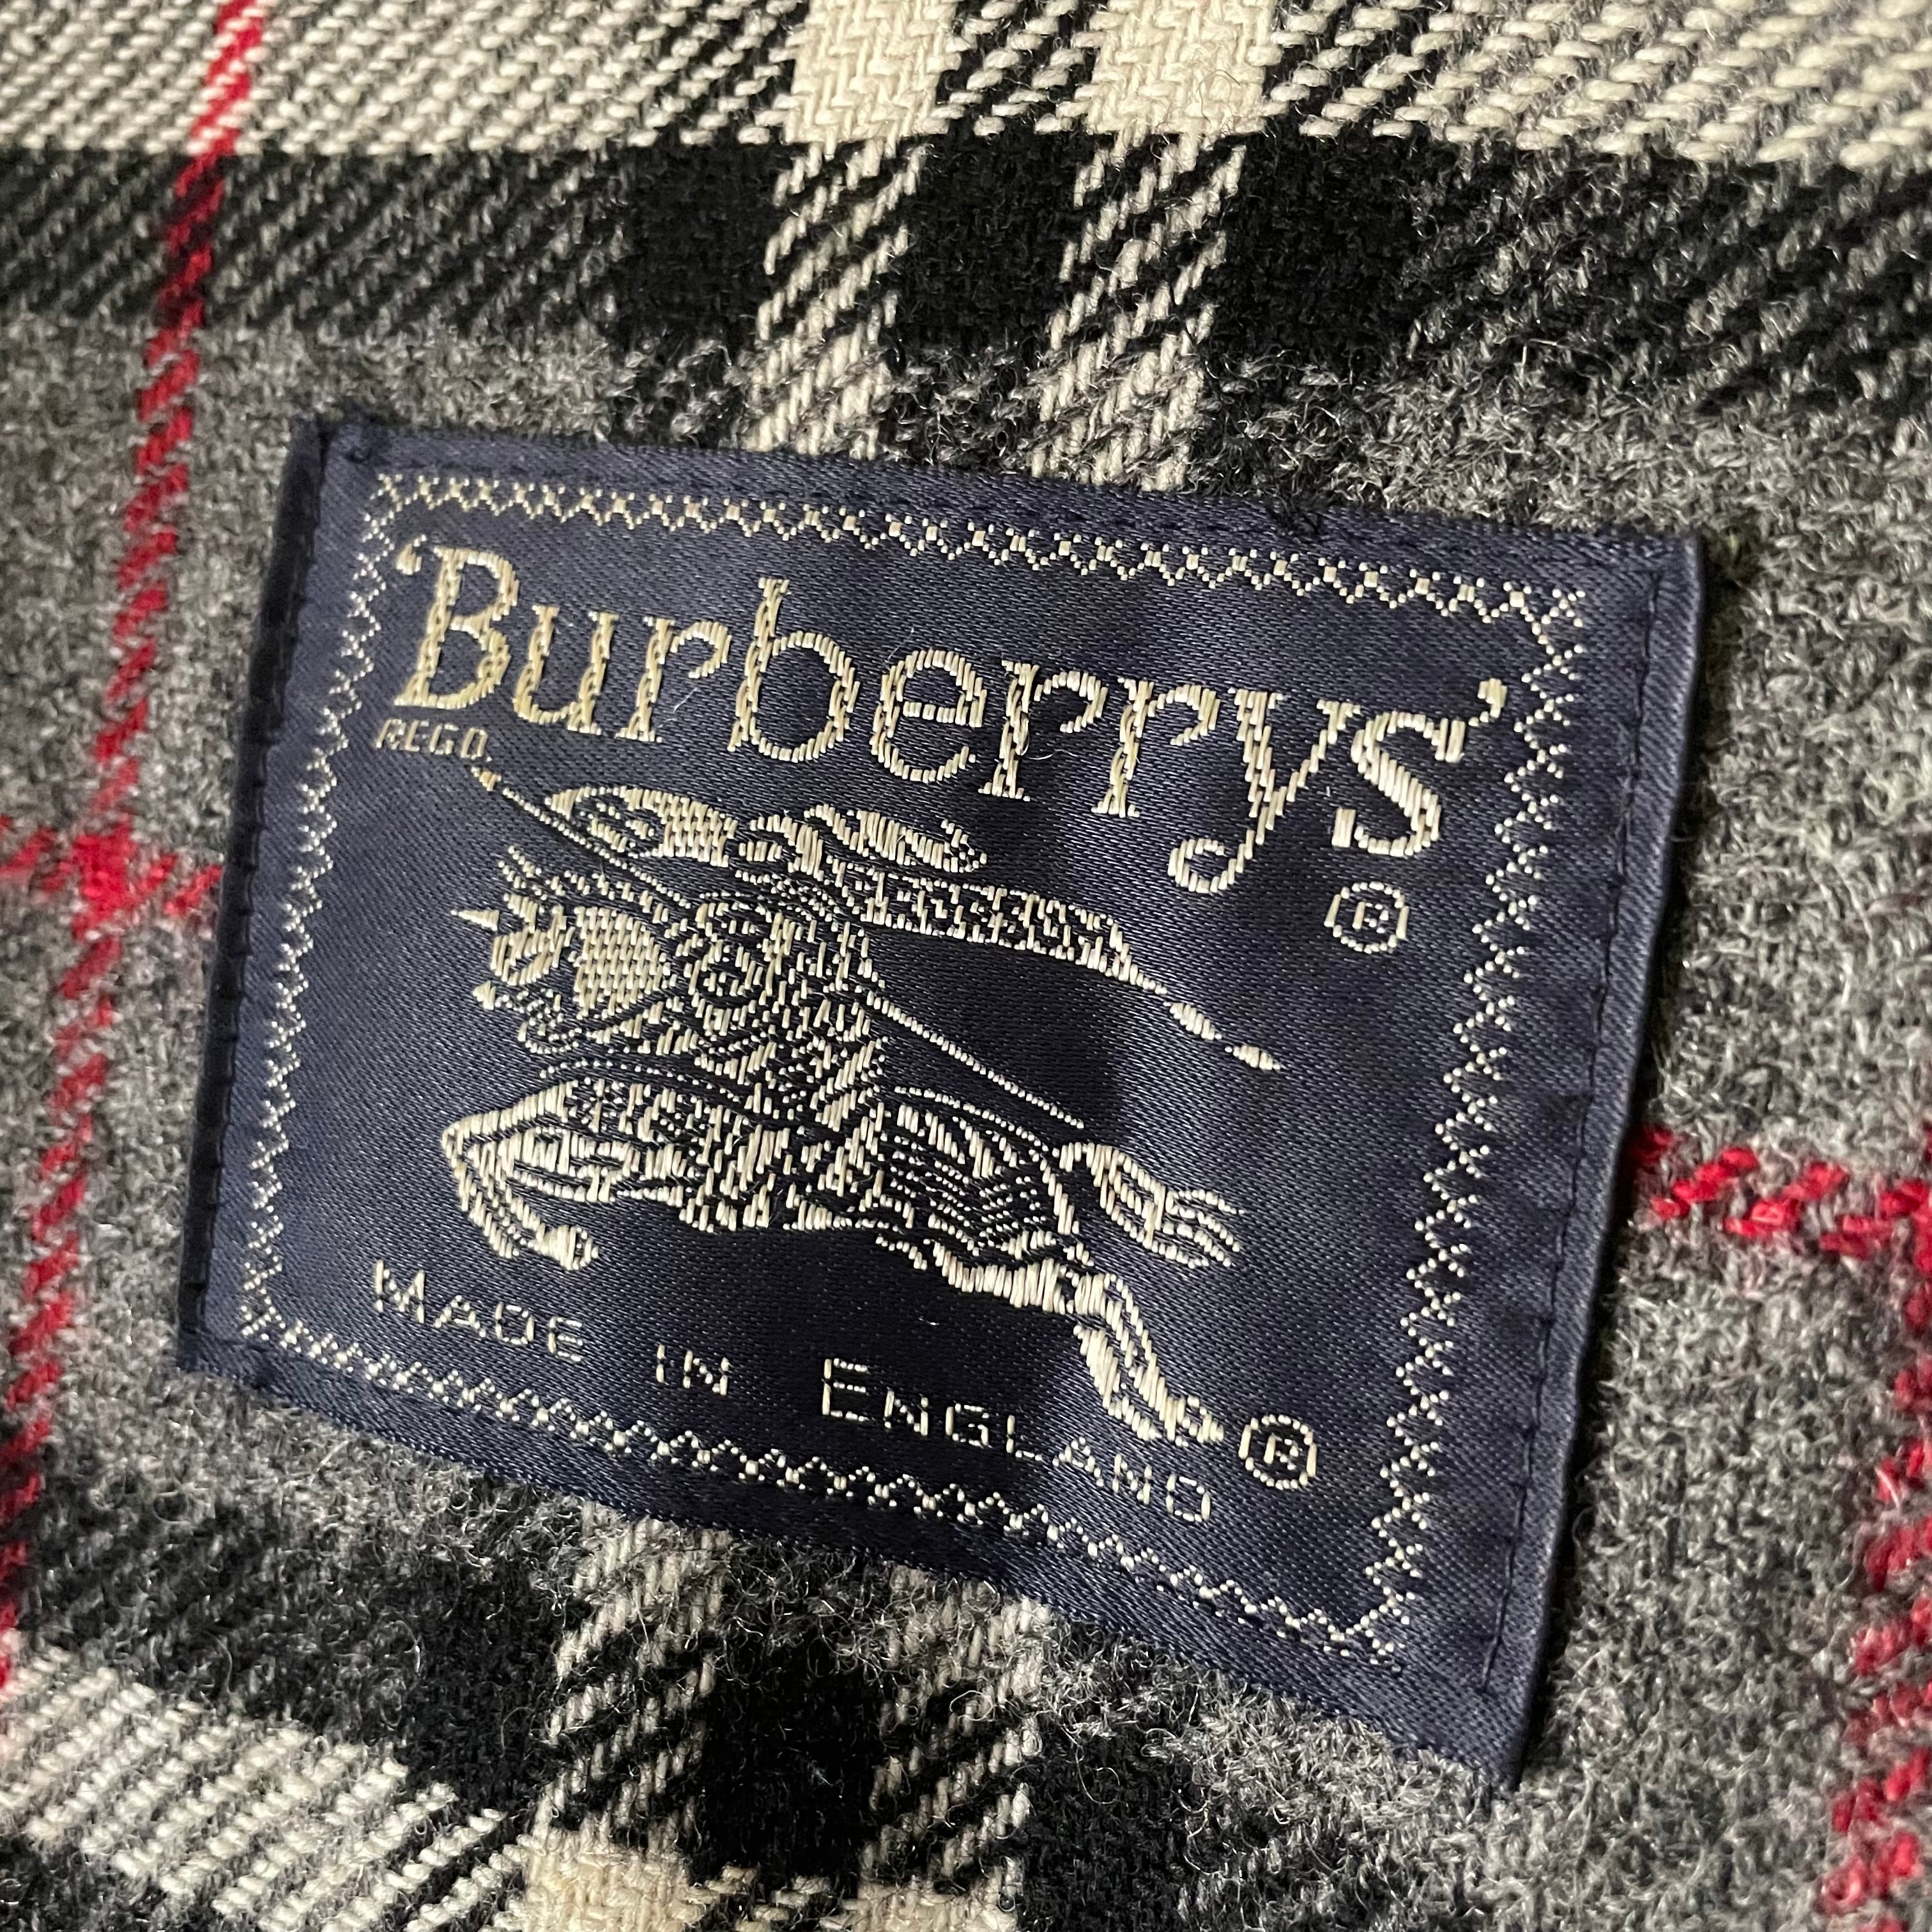 'Burberrys'
REGD.
®
MADE IN ENGLAND ®